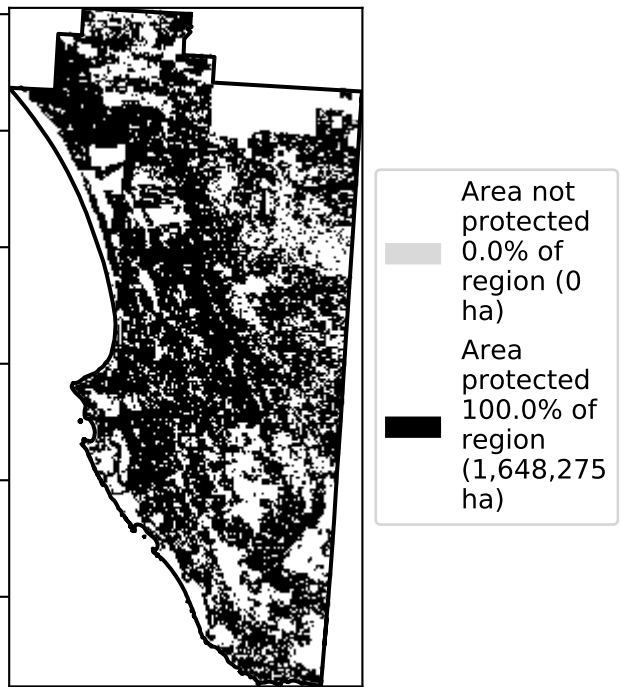 Area not
protected
0.0% of
region (0
ha)
Area
protected
100.0% of
region
(1,648,275
ha)